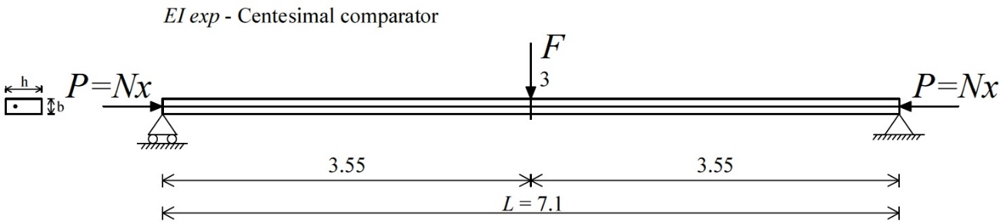 EI exp - Centesimal comparator
F
3
h
b
P=Nx
P=Nx
3.55
3.55
L = 7.1